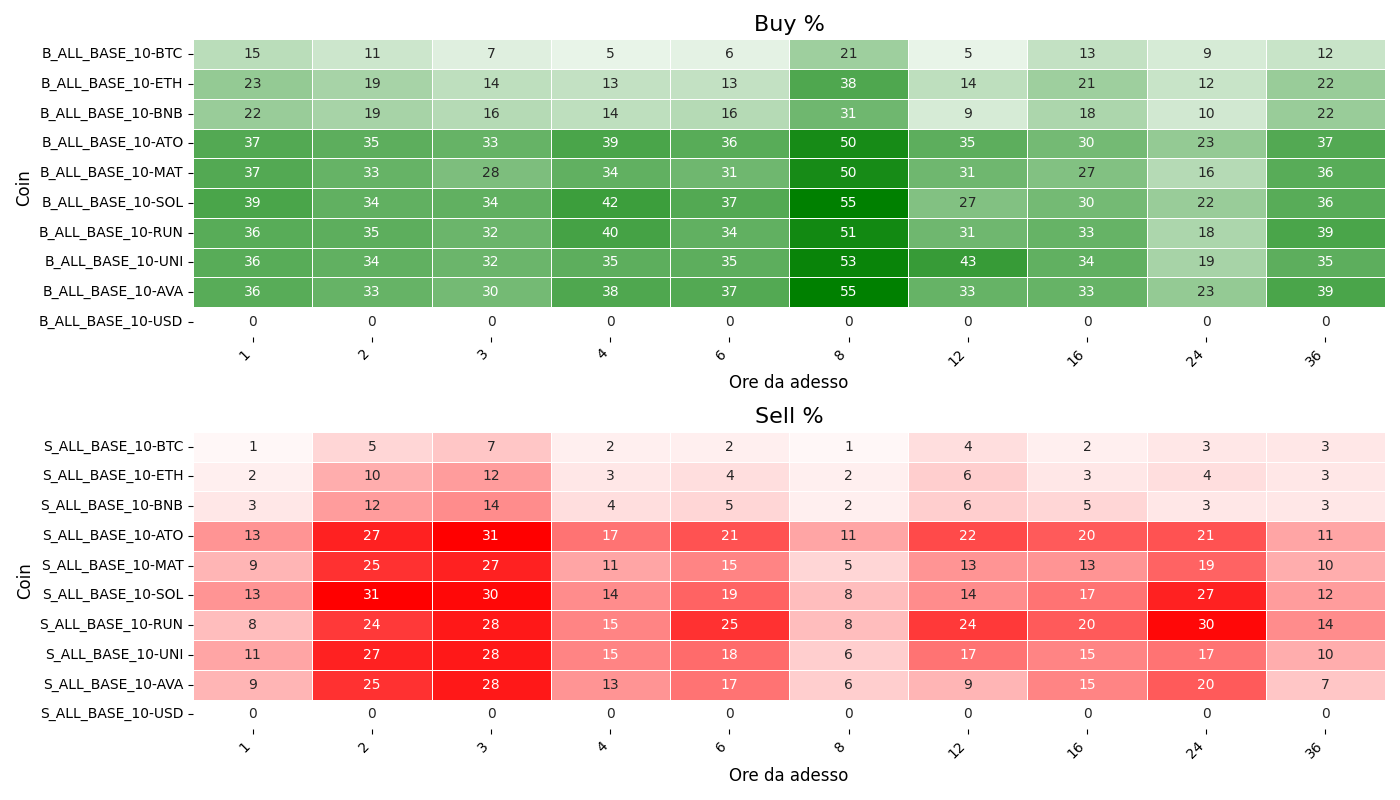 Buy %
Coin
B_ALL_BASE_10-BTC 15 11 7 5 6 21 5 13 9 12
B_ALL_BASE_10-ETH 23 19 14 13 13 38 14 21 12 22
B_ALL_BASE_10-BNB 22 19 16 14 16 31 9 18 10 22
B_ALL_BASE_10-ATO 37 35 33 39 36 50 35 30 23 37
B_ALL_BASE_10-MAT 37 33 28 34 31 50 31 27 16 36
B_ALL_BASE_10-SOL 39 34 34 42 37 55 27 30 22 36
B_ALL_BASE_10-RUN 36 35 32 40 34 51 31 33 18 39
B_ALL_BASE_10-UNI 36 34 32 35 35 53 43 34 19 35
B_ALL_BASE_10-AVA 36 33 30 38 37 55 33 33 23 39
B_ALL_BASE_10-USD 0 0 0 0 0 0 0 0 0 0
1 2 3 4 6 8 12 16 24 36
Ore da adesso
Sell %
Coin
S_ALL_BASE_10-BTC 1 5 7 2 2 1 4 2 3 3
S_ALL_BASE_10-ETH 2 10 12 3 4 2 6 3 4 3
S_ALL_BASE_10-BNB 3 12 14 4 5 2 6 5 3 3
S_ALL_BASE_10-ATO 13 27 31 17 21 11 22 20 21 11
S_ALL_BASE_10-MAT 9 25 27 11 15 5 13 13 19 10
S_ALL_BASE_10-SOL 13 31 30 14 19 8 14 17 27 12
S_ALL_BASE_10-RUN 8 24 28 15 25 8 24 20 30 14
S_ALL_BASE_10-UNI 11 27 28 15 18 6 17 15 17 10
S_ALL_BASE_10-AVA 9 25 28 13 17 6 9 15 20 7
S_ALL_BASE_10-USD 0 0 0 0 0 0 0 0 0 0
1 2 3 4 6 8 12 16 24 36
Ore da adesso